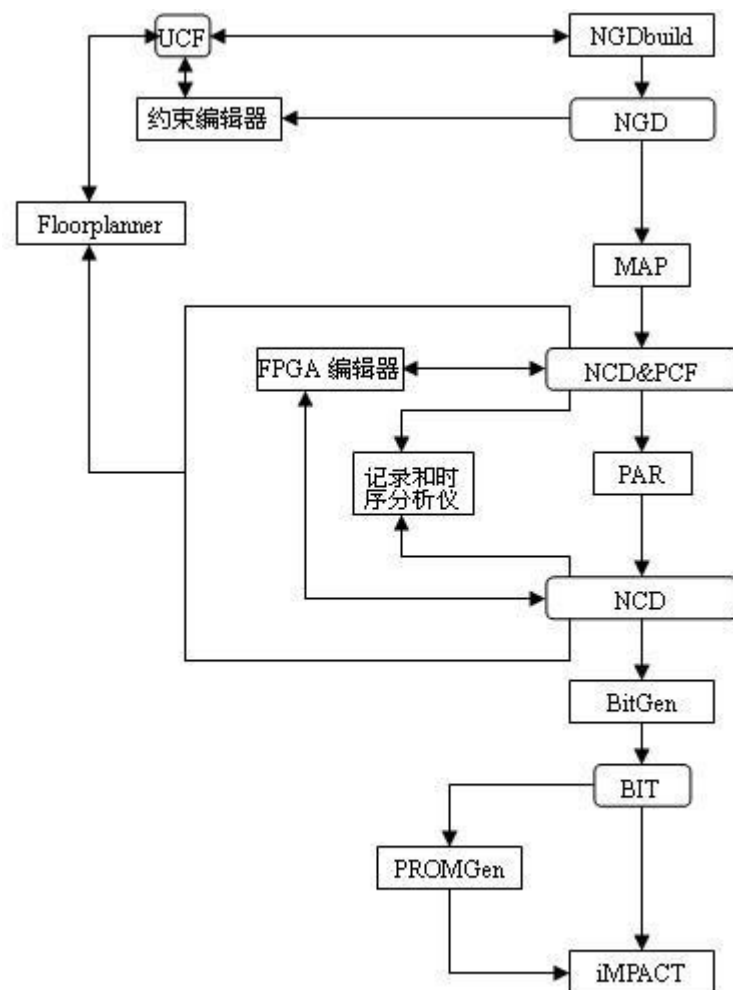 UCF
NGDbuild
约束编辑器
NGD
Floorplanner
MAP
FPGA 编辑器
NCD&PCF
记录和时
序分析仪
PAR
NCD
BitGen
BIT
PROMGen
iMPACT